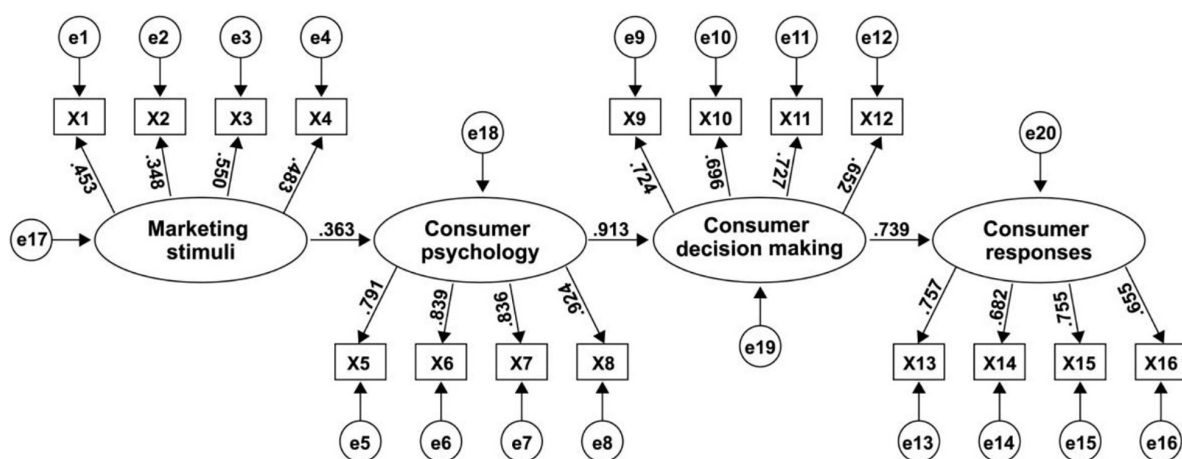 e1 e2 e3 e4 e9 e10 e11 e12
X1 X2 X3 X4 X9 X10 X11 X12
e18 e20
.453 .348 .550 .483 .724 .696 .727 .652
e17
Marketing
stimuli
.363
Consumer
psychology
.913
Consumer
decision making
.739
Consumer
responses
.791 .839 .836 .924 .757 .682 .755 .655
e19
X5 X6 X7 X8 X13 X14 X15 X16
e5 e6 e7 e8 e13 e14 e15 e16